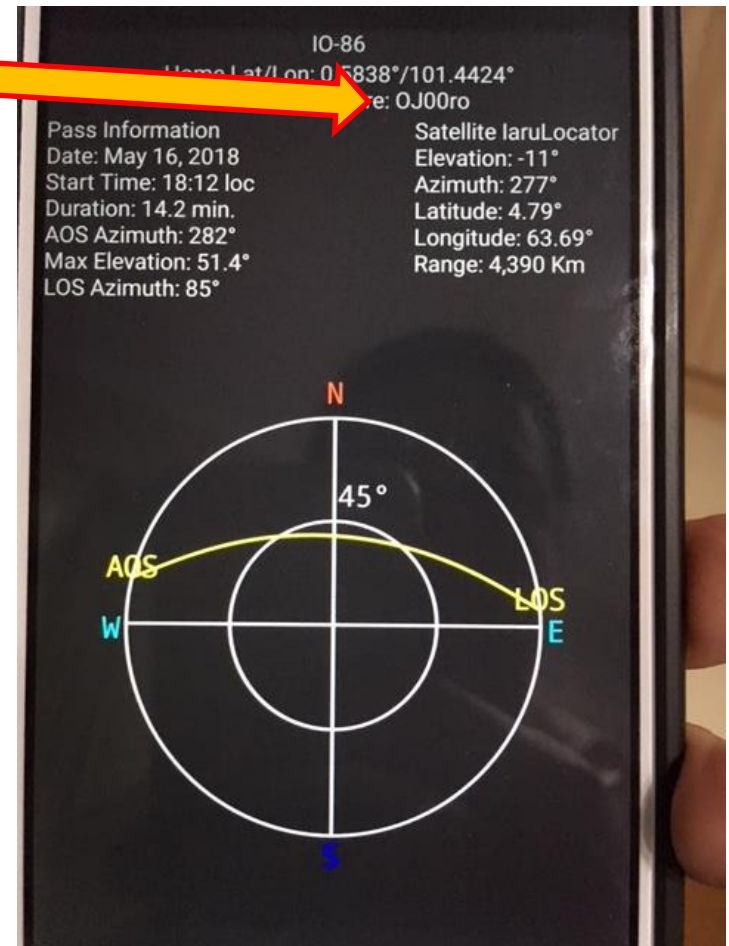 IO-86
Home Lat/Lon: 0.5838°/101.4424°
re: OJ00ro
Pass Information
Date: May 16, 2018
Start Time: 18:12 loc
Duration: 14.2 min.
AOS Azimuth: 282°
Max Elevation: 51.4°
LOS Azimuth: 85°
Satellite IaruLocator
Elevation: -11°
Azimuth: 277°
Latitude: 4.79°
Longitude: 63.69°
Range: 4,390 Km
N
45°
AOS
LOS
W
E
S